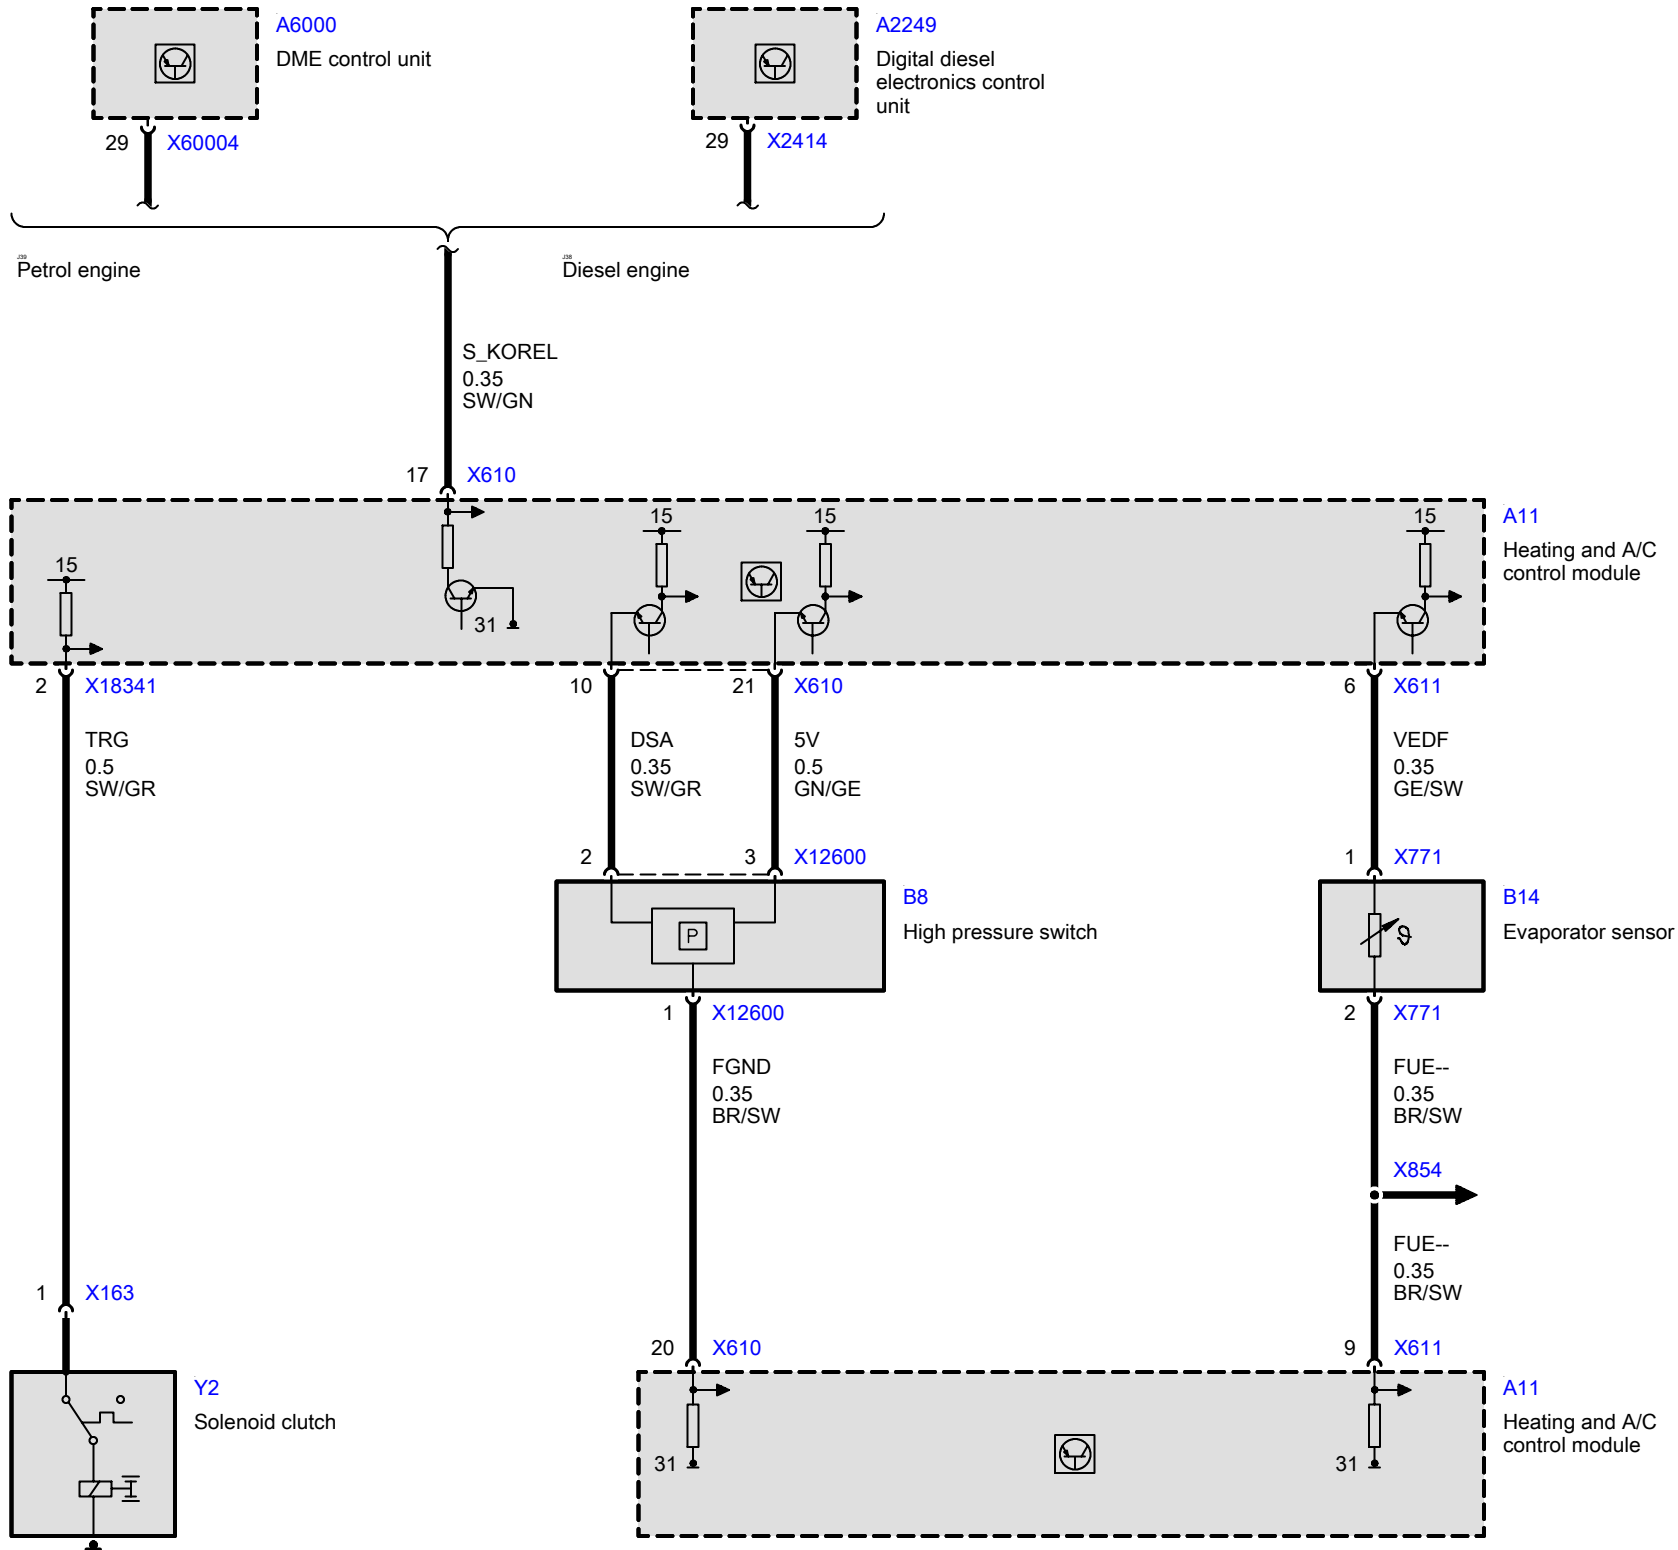 A6000
DME control unit
A2249
Digital diesel
electronics control
unit
29 X60004
29 X2414
J39
Petrol engine
J38
Diesel engine
S_KOREL
0.35
SW/GN
17 X610
15
31
15
15
15
A11
Heating and A/C
control module
2 X18341
10
21 X610
6 X611
TRG
0.5
SW/GR
DSA
0.35
SW/GR
5V
0.5
GN/GE
VEDF
0.35
GE/SW
2
3 X12600
1 X771
P
B8
High pressure switch
ϑ
B14
Evaporator sensor
1 X12600
2 X771
FGND
0.35
BR/SW
FUE--
0.35
BR/SW
X854
FUE--
0.35
BR/SW
1 X163
20 X610
9 X611
Y2
Solenoid clutch
31
31
A11
Heating and A/C
control module